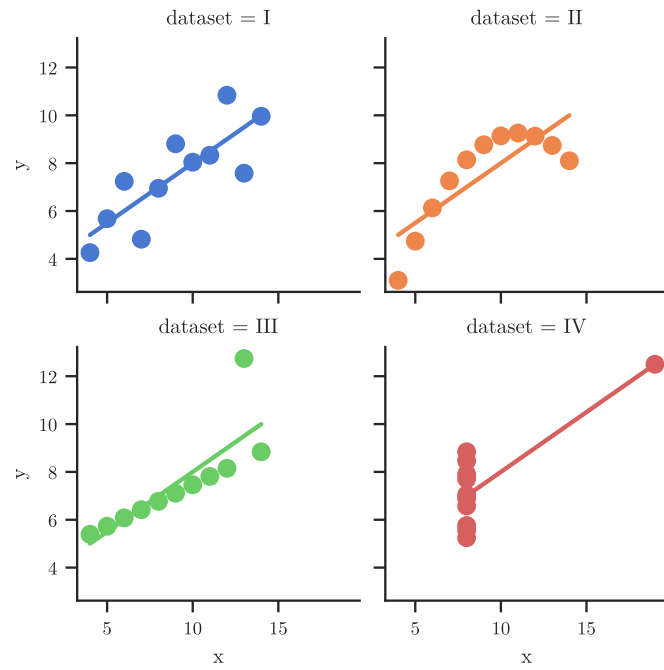 dataset = I
dataset = II
12
10
8
6
4
y
dataset = III
dataset = IV
12
10
8
6
4
y
5
10
15
5
10
15
x
x